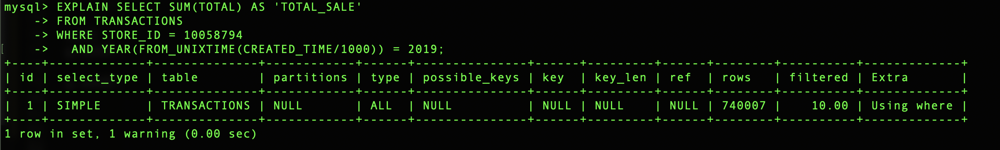 mysql> EXPLAIN SELECT SUM(TOTAL) AS 'TOTAL_SALE'
    -> FROM TRANSACTIONS
    -> WHERE STORE_ID = 10058794
[    ->   AND YEAR(FROM_UNIXTIME(CREATED_TIME/1000)) = 2019;
+----+-------------+--------------+------------+------+---------------+------+---------+------+--------+----------+-------------+
| id | select_type | table        | partitions | type | possible_keys | key  | key_len | ref  | rows   | filtered | Extra       |
+----+-------------+--------------+------------+------+---------------+------+---------+------+--------+----------+-------------+
|  1 | SIMPLE      | TRANSACTIONS | NULL       | ALL  | NULL          | NULL | NULL    | NULL | 740007 |    10.00 | Using where |
+----+-------------+--------------+------------+------+---------------+------+---------+------+--------+----------+-------------+
1 row in set, 1 warning (0.00 sec)